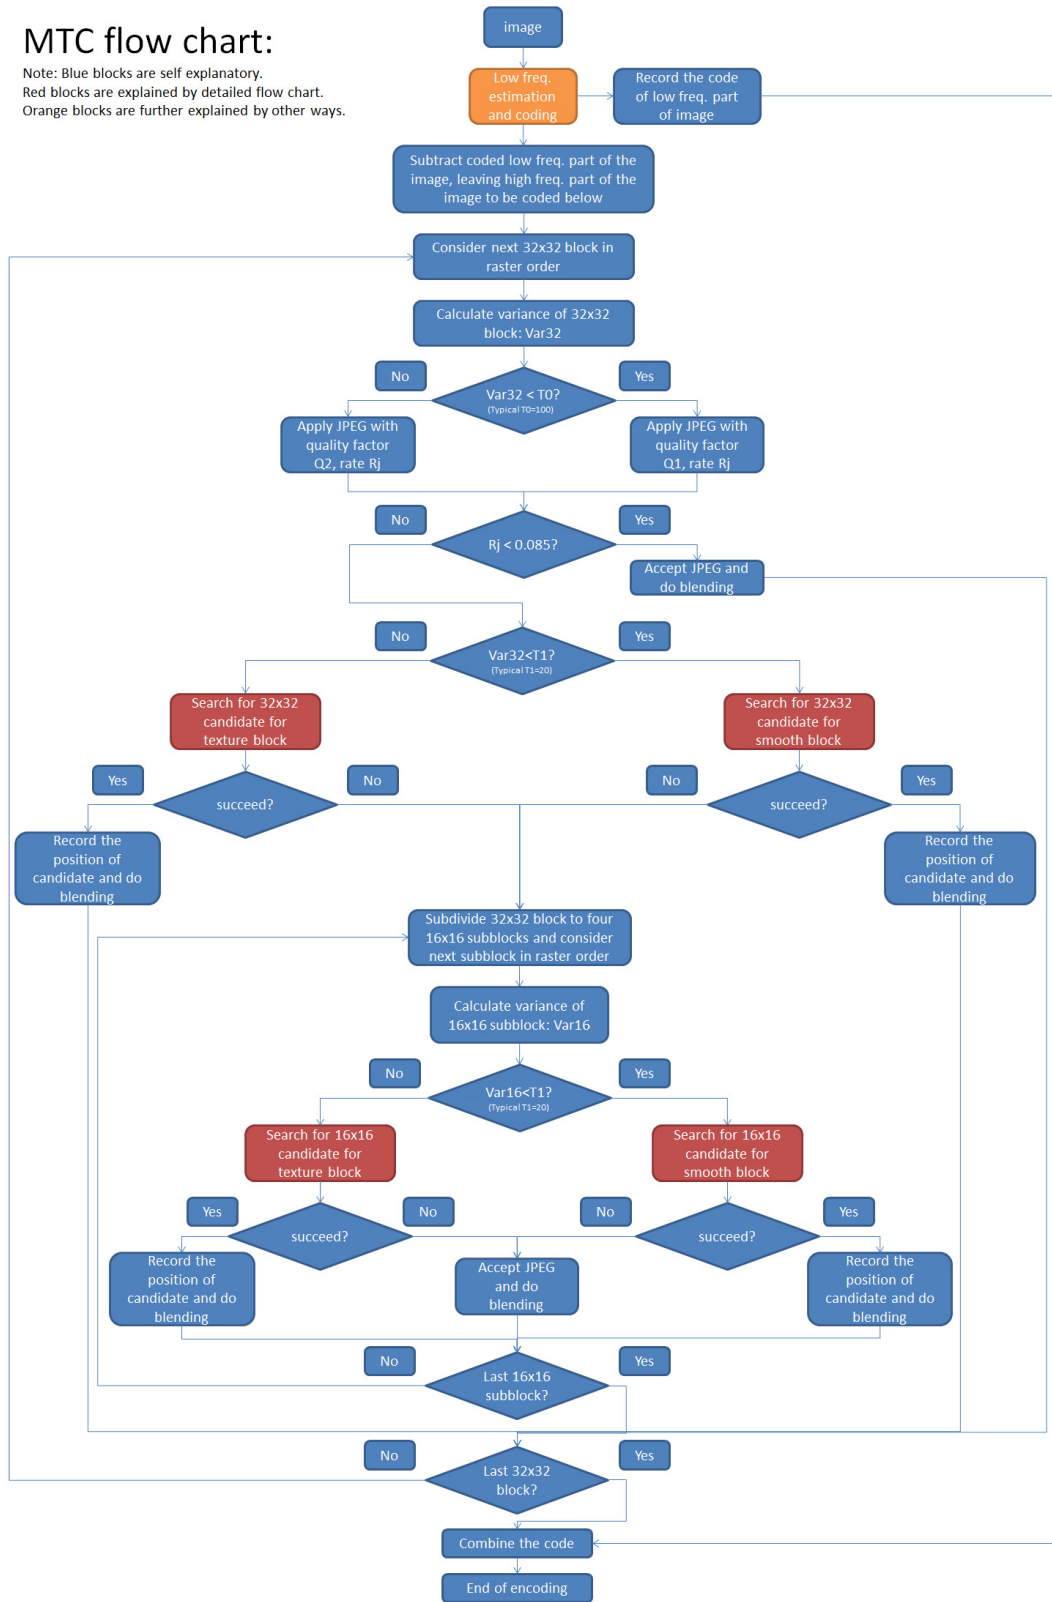 MTC flow chart:
Note: Blue blocks are self explanatory.
Red blocks are explained by detailed flow chart.
Orange blocks are further explained by other ways.
image
Low freq.
estimation
and coding
Record the code
of low freq. part
of image
Subtract coded low freq. part of the
image, leaving high freq. part of the
image to be coded below
Consider next 32x32 block in
raster order
Calculate variance of 32x32
block: Var32
No
Yes
Var32 < T0?
(Typical T0=100)
Apply JPEG with
quality factor
Q2, rate Rj
Apply JPEG with
quality factor
Q1, rate Rj
No
Yes
Rj < 0.085?
Accept JPEG and
do blending
No
Yes
Var32<T1?
(Typical T1=20)
Search for 32x32
candidate for
texture block
Search for 32x32
candidate for
smooth block
Yes
No
No
Yes
succeed?
succeed?
Record the
position of
candidate and do
blending
Record the
position of
candidate and do
blending
Subdivide 32x32 block to four
16x16 subblocks and consider
next subblock in raster order
Calculate variance of
16x16 subblock: Var16
No
Yes
Var16<T1?
(Typical T1=20)
Search for 16x16
candidate for
texture block
Search for 16x16
candidate for
smooth block
Yes
No
No
Yes
succeed?
succeed?
Record the
position of
candidate and do
blending
Accept JPEG
and do
blending
Record the
position of
candidate and do
blending
No
Yes
Last 16x16
subblock?
No
Yes
Last 32x32
block?
Combine the code
End of encoding